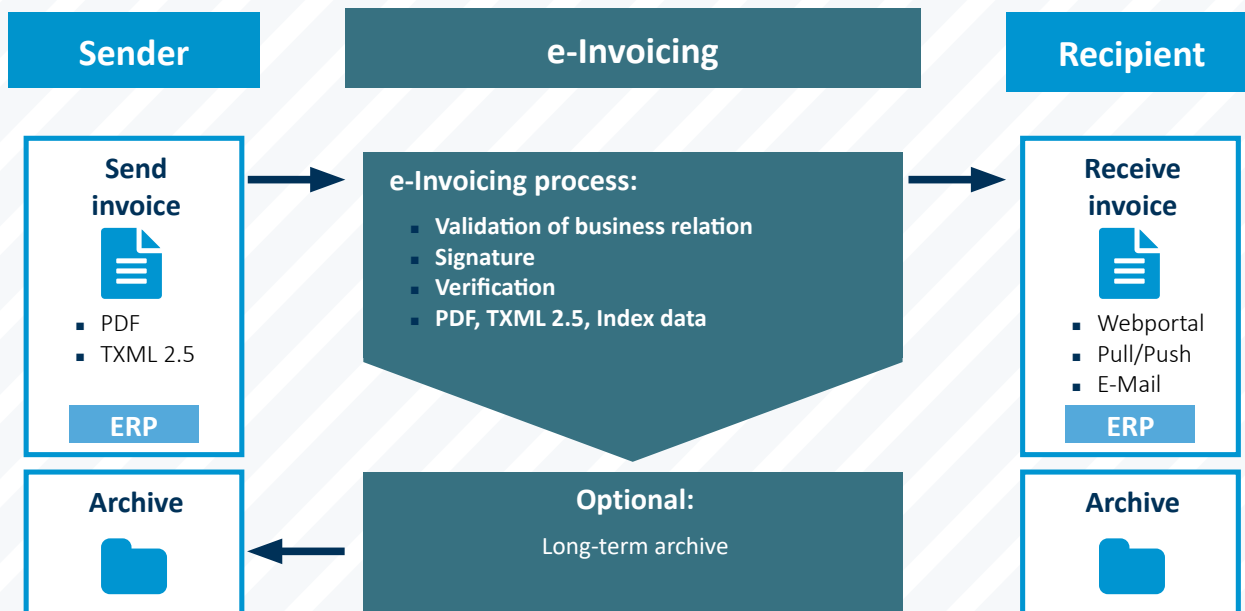 Sender
e-Invoicing
Recipient
Send
invoice
▪ PDF
▪ TXML 2.5
ERP
e-Invoicing process:
▪ Validation of business relation
▪ Signature
▪ Verification
▪ PDF, TXML 2.5, Index data
Receive
invoice
▪ Webportal
▪ Pull/Push
▪ E-Mail
ERP
Archive
Optional:
Long-term archive
Archive